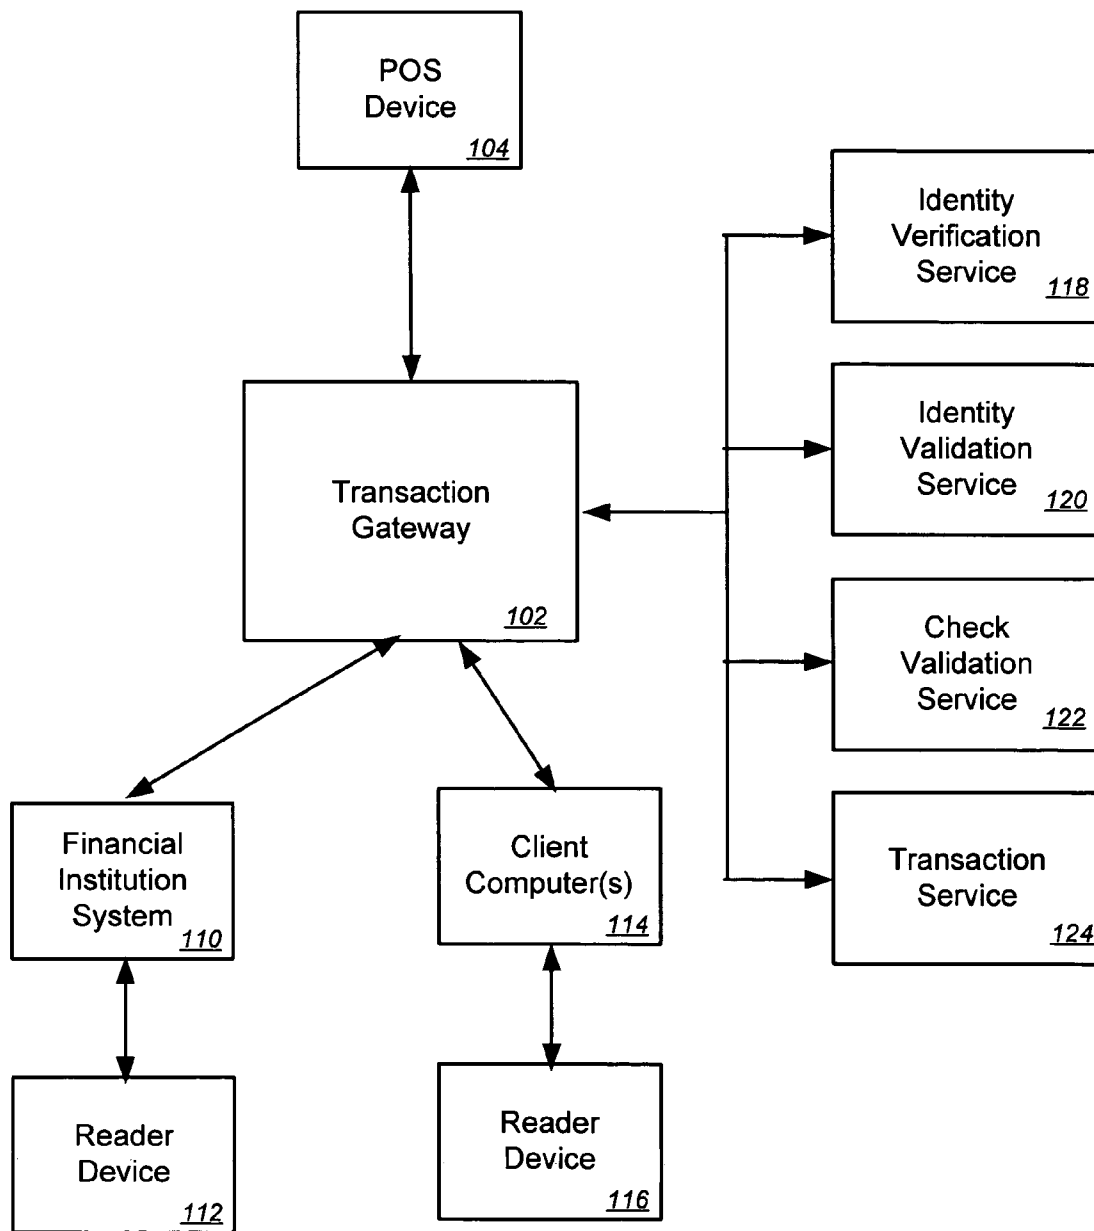 POS
Device
104
Identity
Verification
Service
118
Identity
Validation
Service
120
Transaction
Gateway
102
Check
Validation
Service
122
Financial
Institution
System
110
Client
Computer(s)
114
Transaction
Service
124
Reader
Device
112
Reader
Device
116